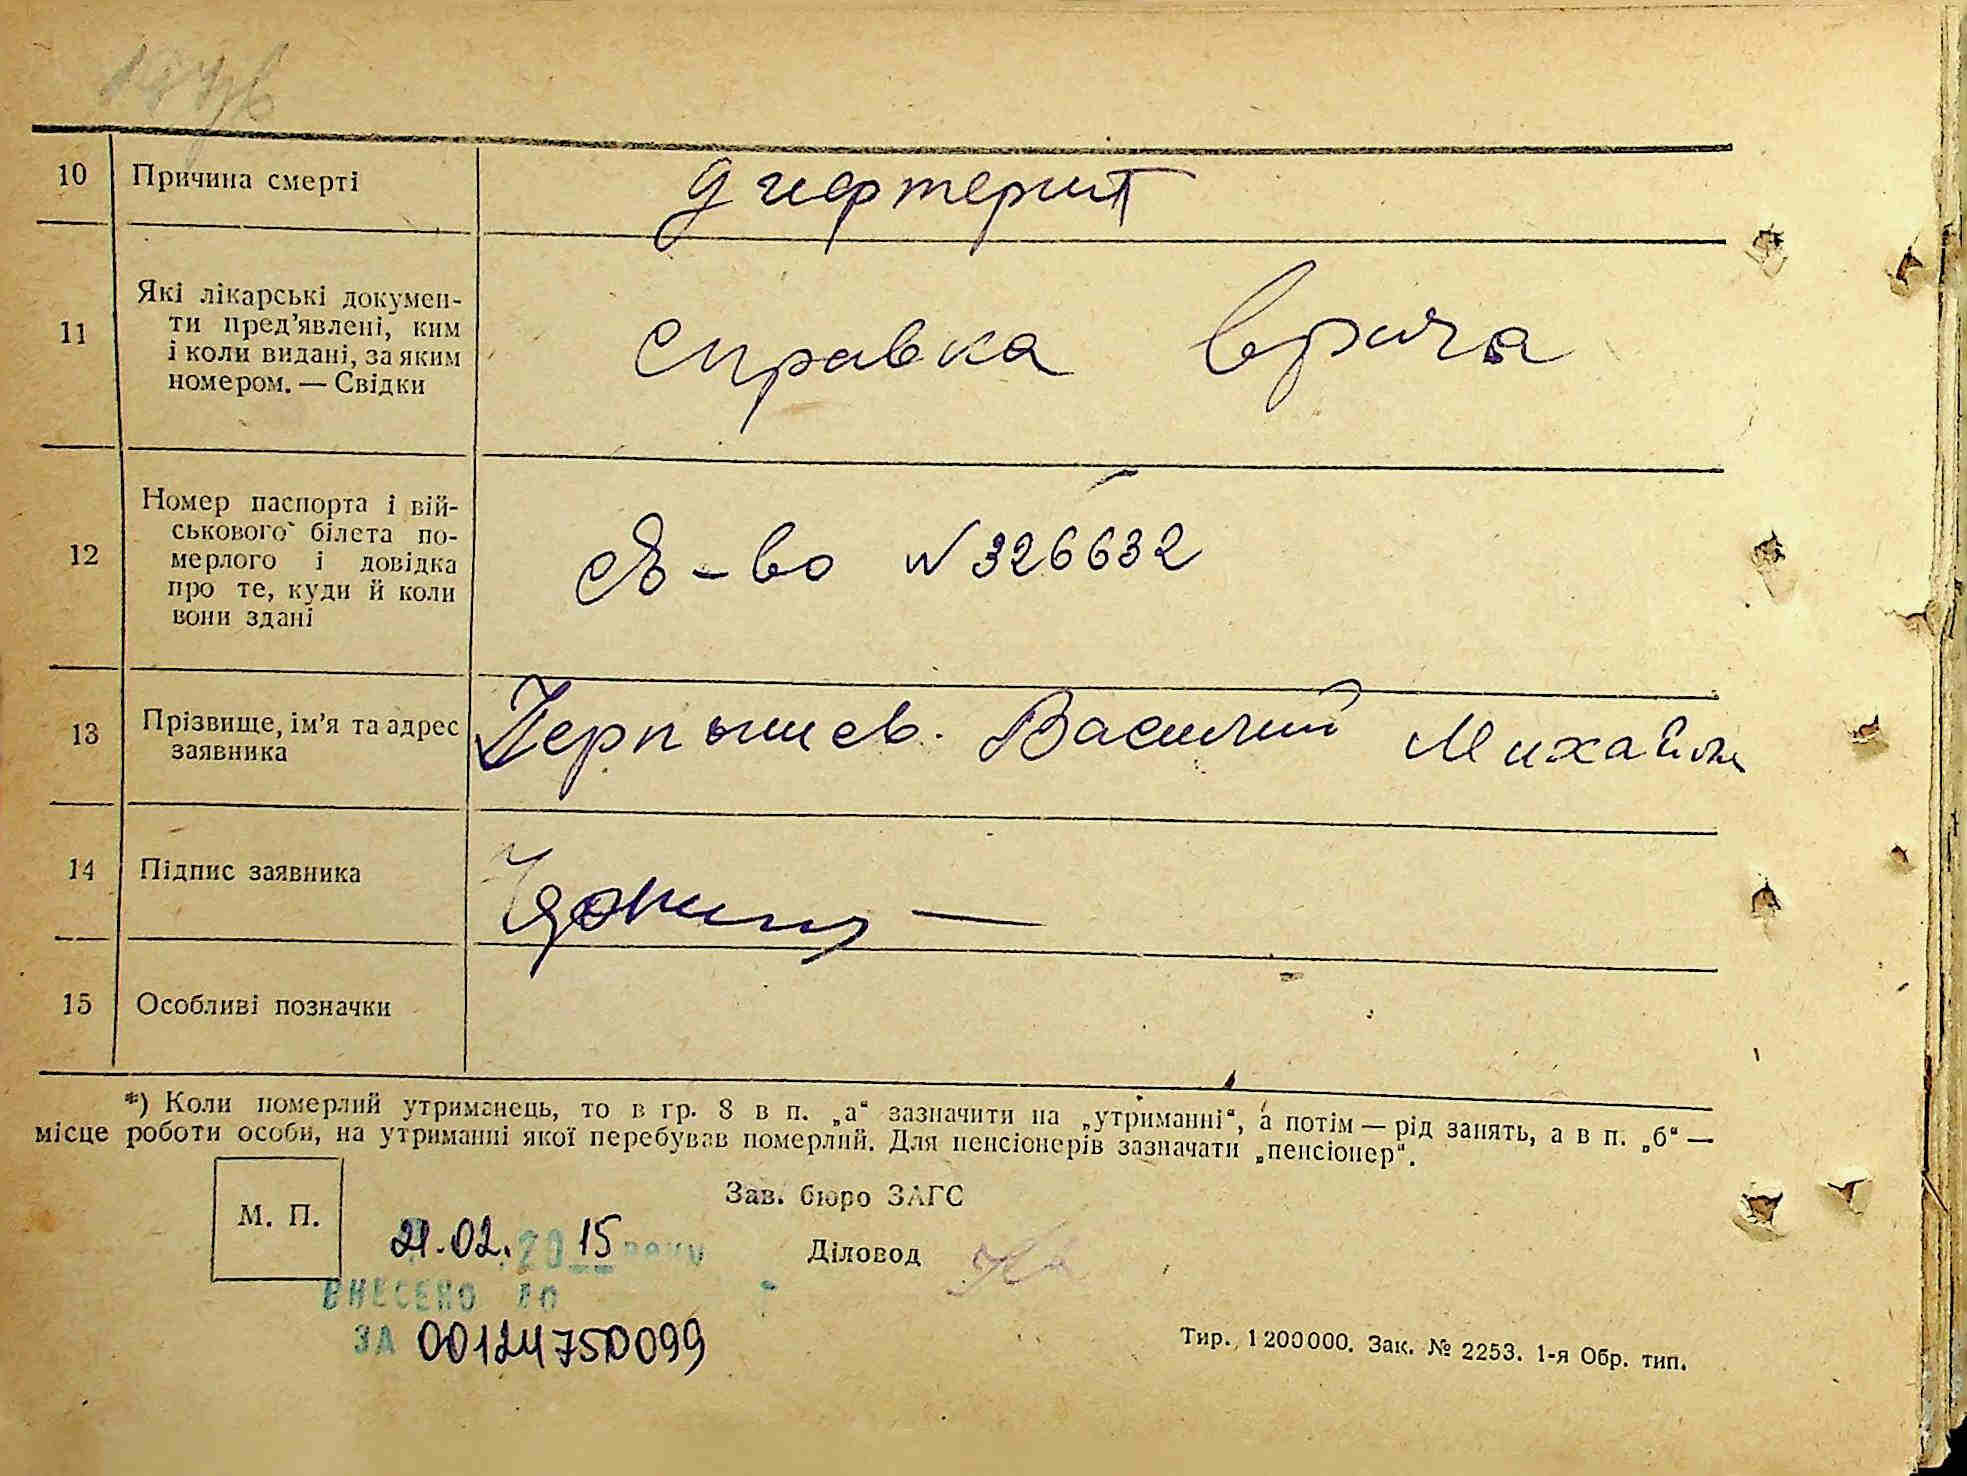 10 Причина смерті дифтерит
11 Які лікарські докумен-
ти пред'явлені, ким
і коли видані, за яким
номером. — Свідки
справка врача
12 Номер паспорта і вій-
ськового білета по-
мерлого і довідка
про те, куди й коли
вони здані
св-во N 326632
13 Прізвище, ім'я та адрес
заявника
Василий Михайл
14 Підпис заявника
15 Особливі позначки
*) Коли померлий утриманець, то в гр. 8 в п. „а“ зазначити на „утриманні“, а потім — рід занять, а в п. „б“ —
місце роботи особи, на утриманні якої перебував померлий. Для пенсіонерів зазначати „пенсіонер“.
М. П.
Зав. бюро ЗАГС
21.02.2015 року
Діловод
ВНЕСЕНО ДО
ЗА 00124750099
Тир. 1200000. Зак. № 2253. 1-я Обр. тип.